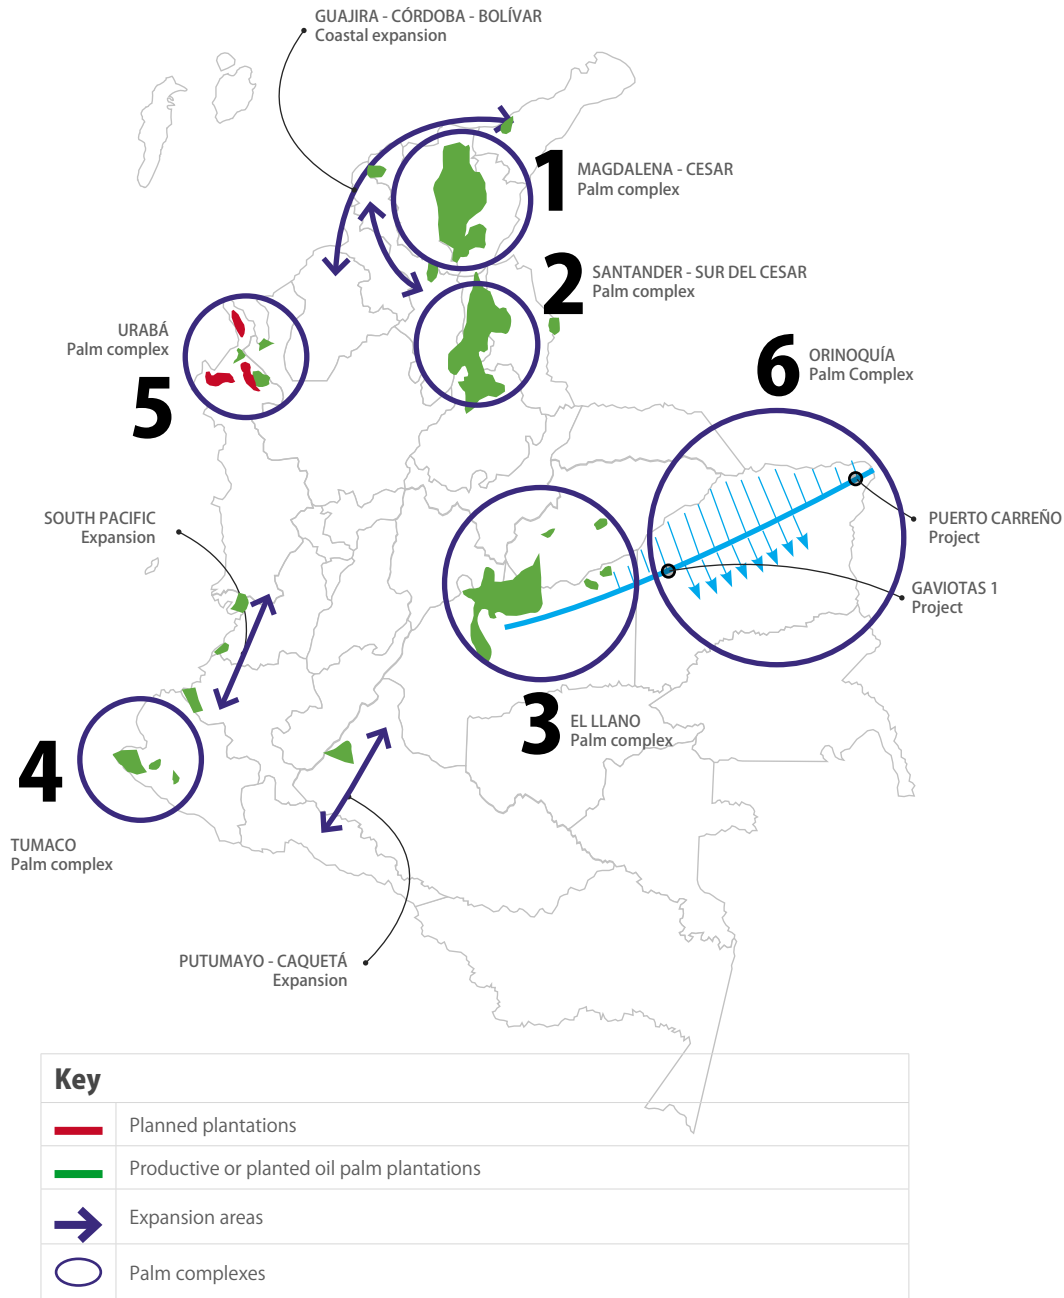 GUAJIRA - CÓRDOBA - BOLÍVAR
Coastal expansion
1
MAGDALENA - CESAR
Palm complex
2
SANTANDER - SUR DEL CESAR
Palm complex
URABÁ
Palm complex
5
6
ORINOQUÍA
Palm Complex
SOUTH PACIFIC
Expansion
PUERTO CARREÑO
Project
GAVIOTAS 1
Project
3
EL LLANO
Palm complex
4
TUMACO
Palm complex
PUTUMAYO - CAQUETÁ
Expansion
Key
Planned plantations
Productive or planted oil palm plantations
Expansion areas
Palm complexes